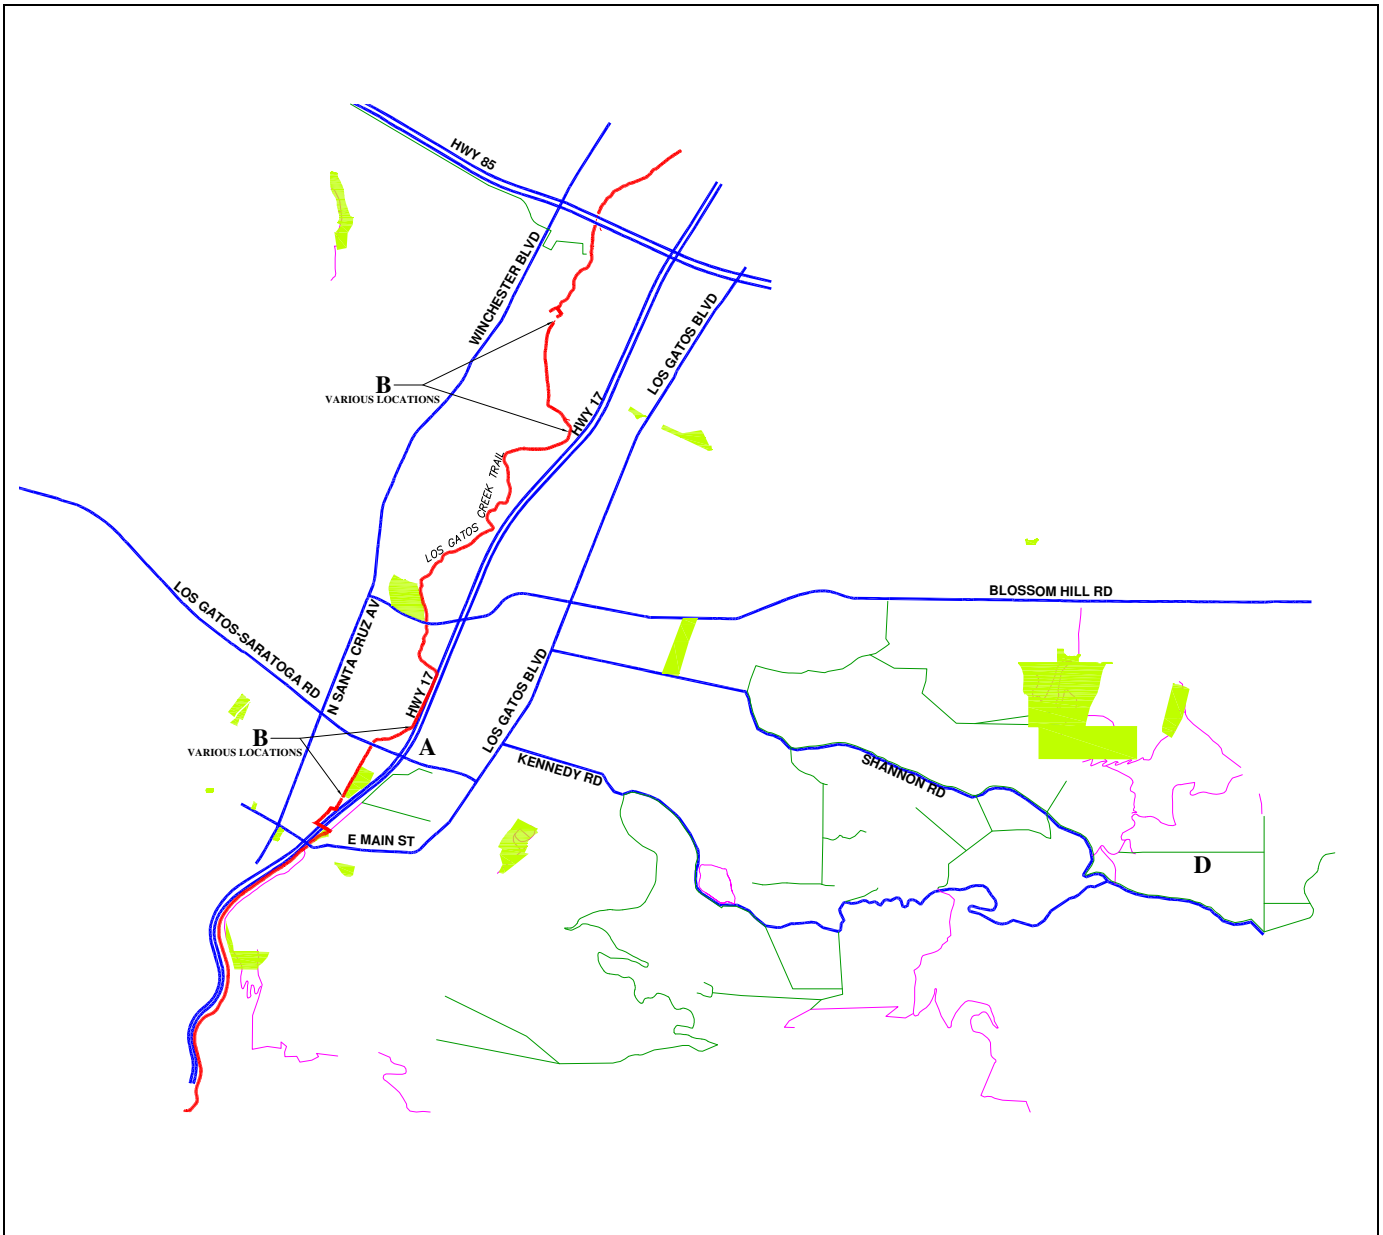 HWY 85
WINCHESTER BLVD
LOS GATOS BLVD
B
VARIOUS LOCATIONS
HWY 17
LOS GATOS CREEK TRAIL
BLOSSOM HILL RD
LOS GATOS-SARATOGA RD
N SANTA CRUZ AV
LOS GATOS BLVD
HWY 17
B
VARIOUS LOCATIONS
A
KENNEDY RD
SHANNON RD
E MAIN ST
D